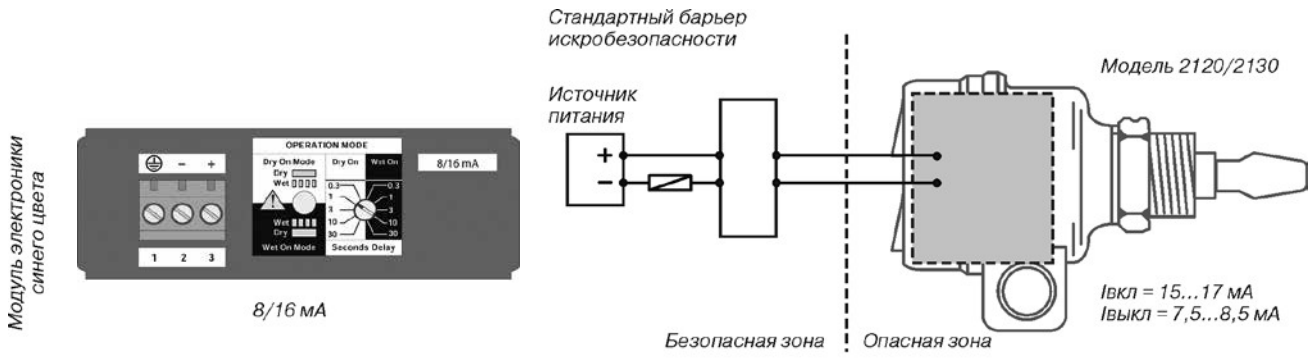 Стандартный барьер
искробезопасности
Модель 2120/2130
Источник
питания
Модуль электроники
синего цвета
OPERATION MODE
Dry On Mode
Dry
Wet
Dry On
Wet On
8/16 mA
- +
0.3 0.3
1 1
3 3
10 10
30 30
Wet
Dry
Wet On Mode
Seconds Delay
1 2 3
+
-
8/16 мА
Iвкл = 15...17 мА
Iвыкл = 7,5...8,5 мА
Безопасная зона
Опасная зона